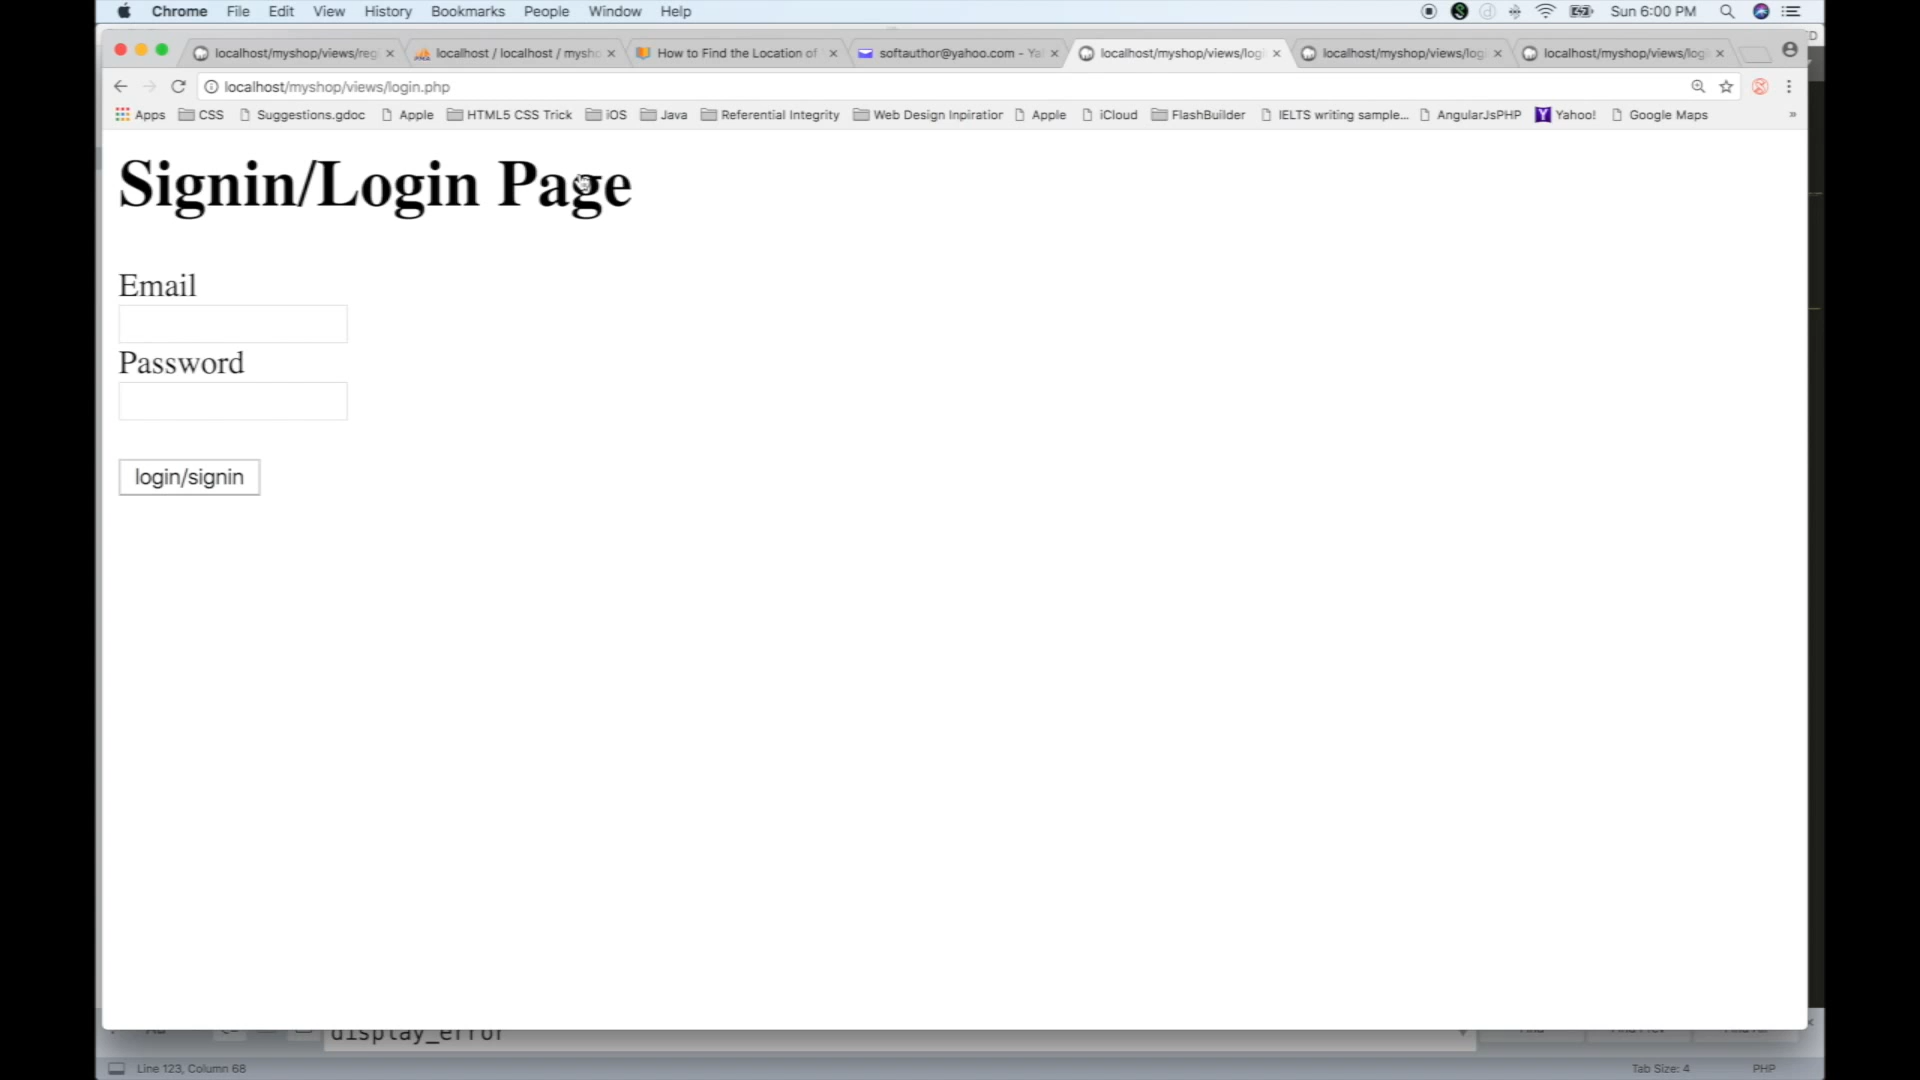 Chrome File Edit View History Bookmarks People Window Help Sun 6:00 PM
localhost/myshop/views/reg localhost / localhost / mysho How to Find the Location of softauthor@yahoo.com - Ya localhost/myshop/views/logi localhost/myshop/views/log localhost/myshop/views/log
localhost/myshop/views/login.php
Apps CSS Suggestions.gdoc Apple HTML5 CSS Trick iOS Java Referential Integrity Web Design Inpiratior Apple iCloud FlashBuilder IELTS writing sample... AngularJsPHP Yahoo! Google Maps »
Signin/Login Page
Email
Password
login/signin
display_error
Line 123, Column 68 Tab Size: 4 PHP